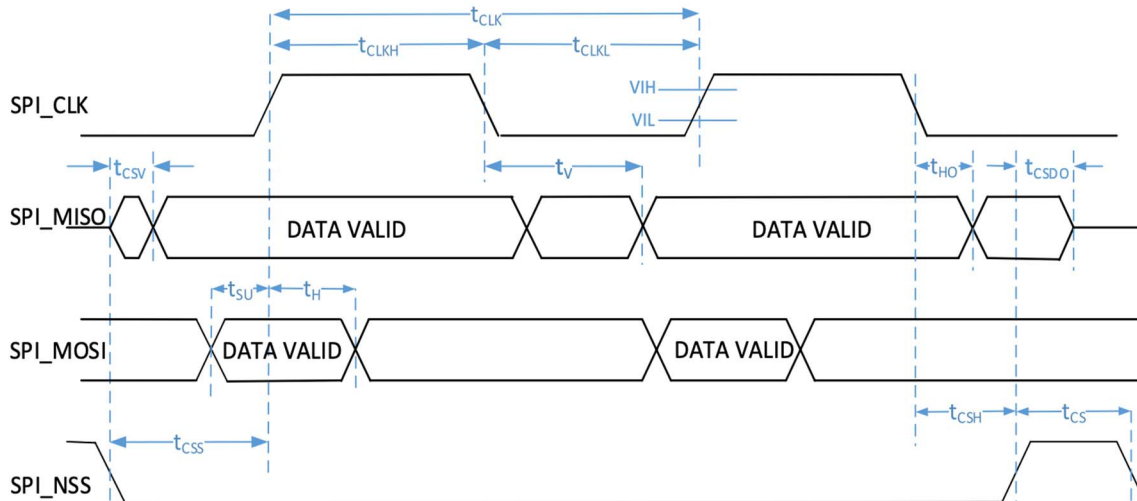 tCLK
tCLKH tCLKL
VIH
SPI_CLK
VIL
tCSV tV tHO tCSDO
SPI_MISO DATA VALID DATA VALID
tSU tH
SPI_MOSI DATA VALID DATA VALID
tCSH tCS
tCSS
SPI_NSS